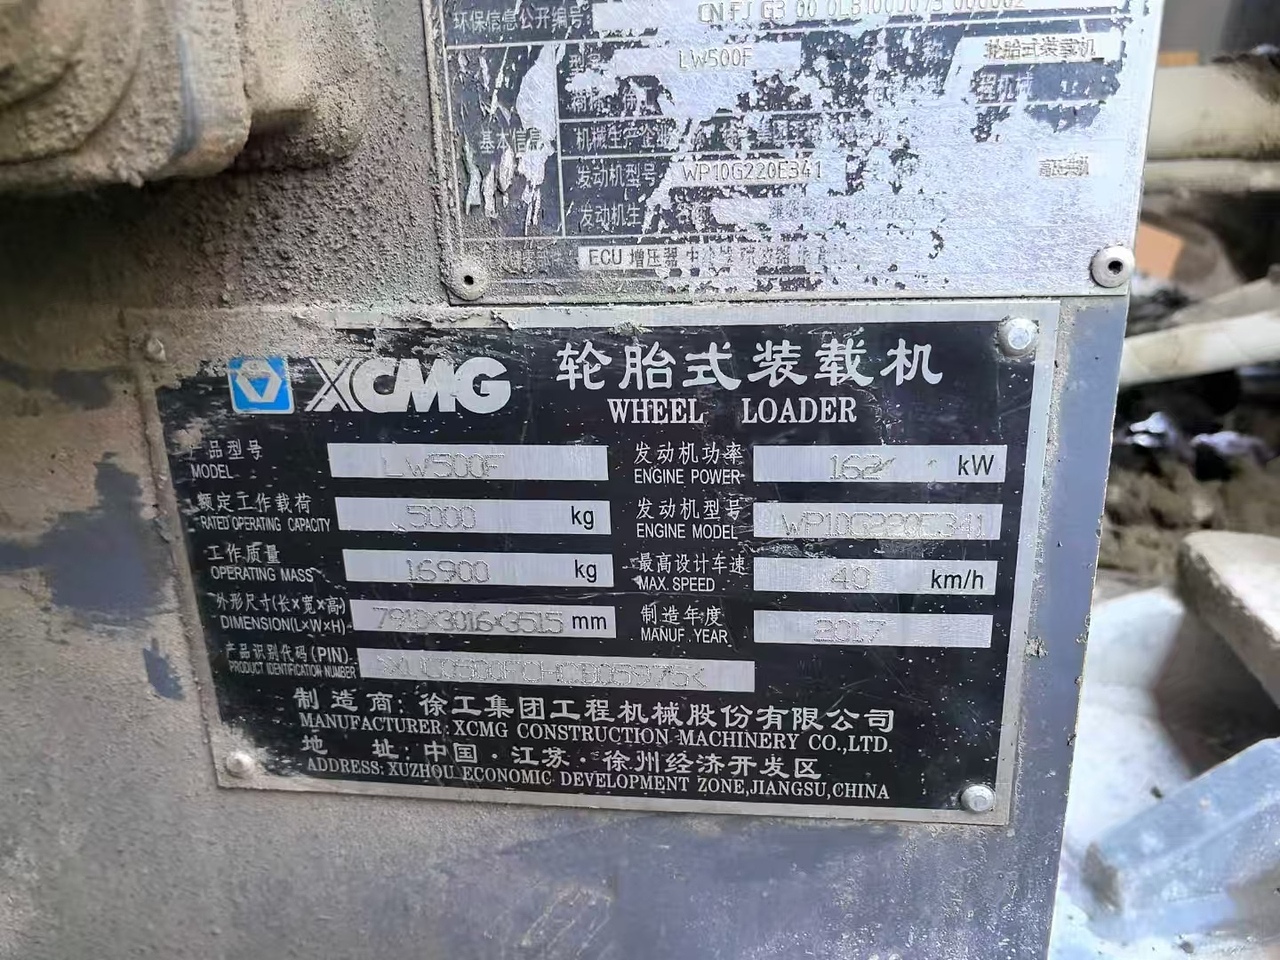 环保信息公开编号
LW500F 轮胎式装载机
基本信息
发动机型号 WP10G220E341
发动机生
ECU 增压器
XCMG 轮胎式装载机
WHEEL LOADER
产品型号 LW500F 发动机功率 162 kW
MODEL ENGINE POWER
额定工作载荷 5000 kg 发动机型号 WP10G220E341
RATED OPERATING CAPACITY ENGINE MODEL
工作质量 16900 kg 最高设计车速 40 km/h
OPERATING MASS MAX.SPEED
外形尺寸(长×宽×高) 7910×3016×3515 mm 制造年度 2017
DIMENSION(L×W×H) MANUF.YEAR
产品识别代码(PIN)
PRODUCT IDENTIFICATION NUMBER
制造商:徐工集团工程机械股份有限公司
MANUFACTURER: XCMG CONSTRUCTION MACHINERY CO.,LTD.
地 址:中国·江苏·徐州经济开发区
ADDRESS: XUZHOU ECONOMIC DEVELOPMENT ZONE,JIANGSU,CHINA